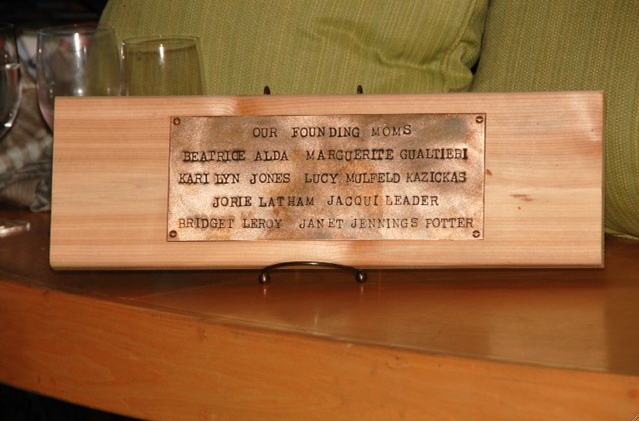 OUR FOUNDING MOMS
BEATRICE ALDA MARGUERITE GUALTIERI
KARI LYN JONES LUCY MULFELD KAZICKAS
JORIE LATHAM JACQUI LEADER
BRIDGET LEROY JANET JENNINGS POTTER